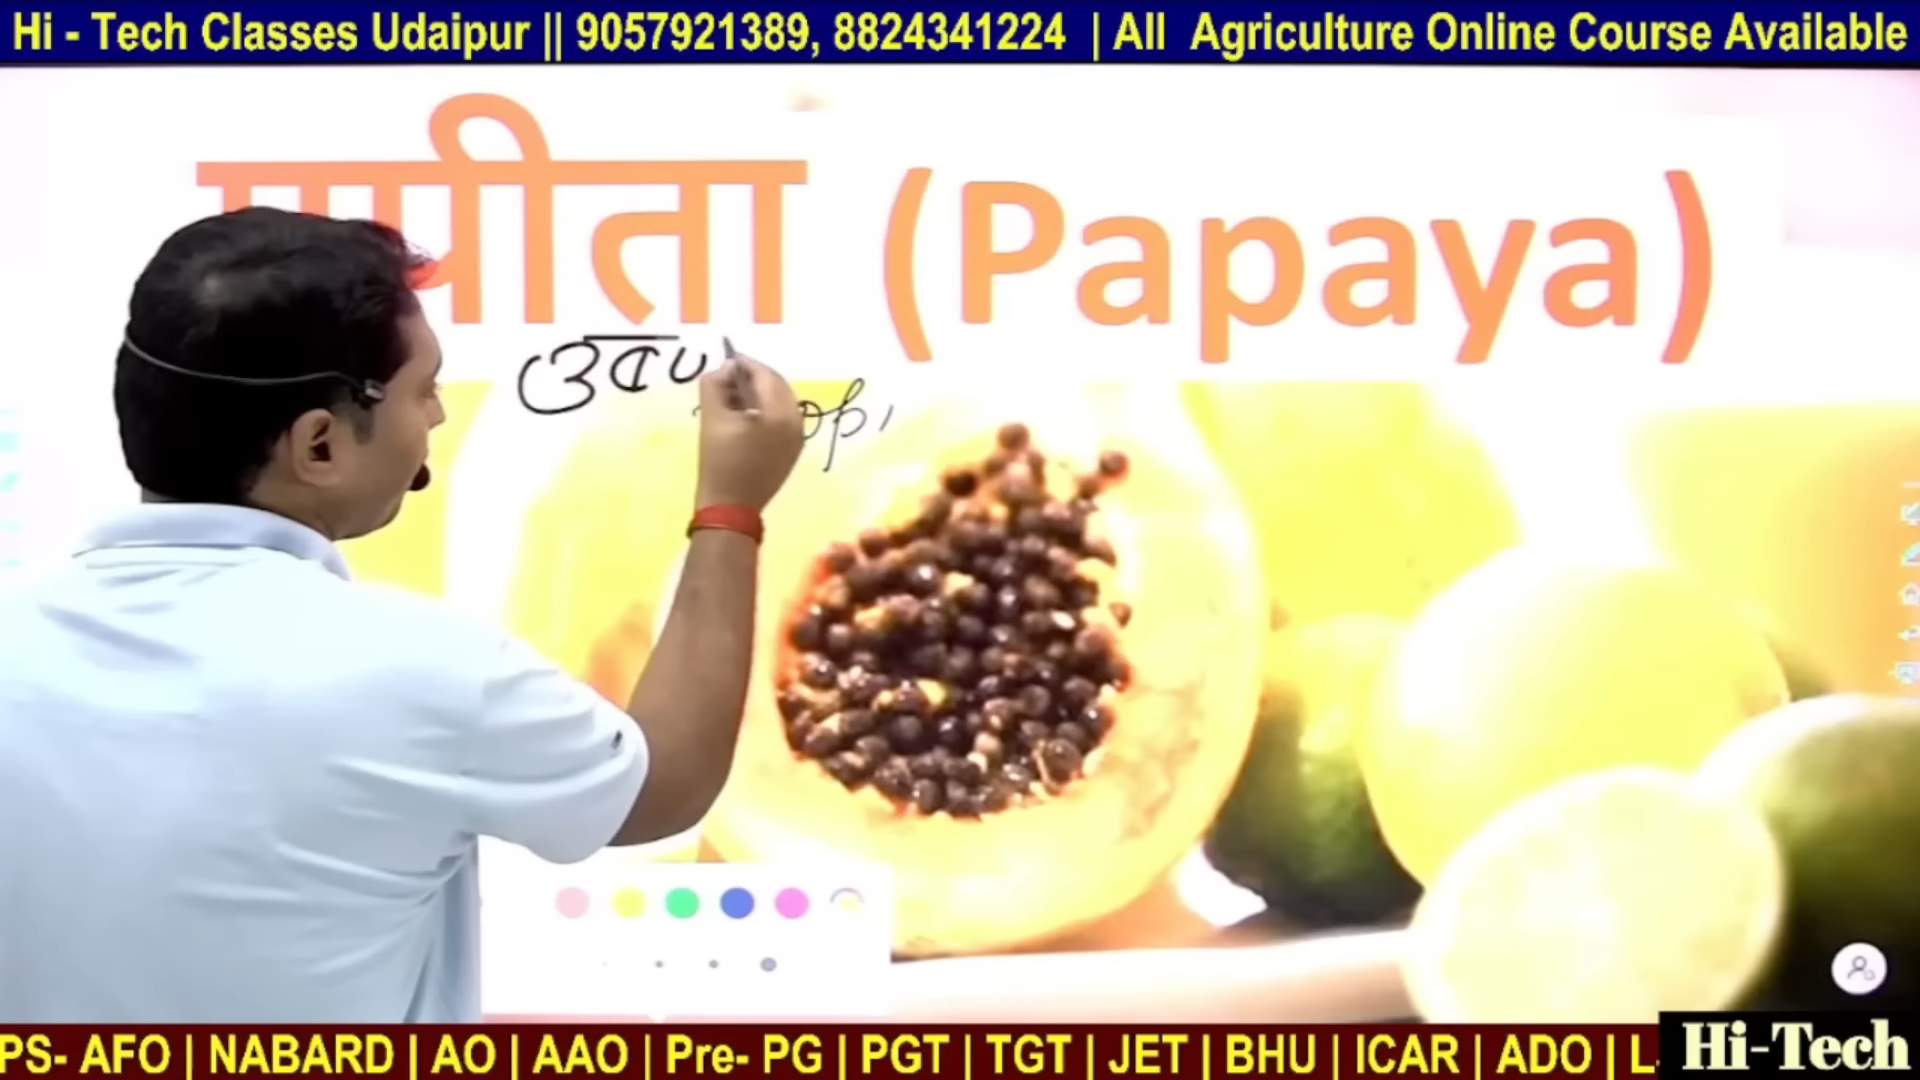 Hi - Tech Classes Udaipur || 9057921389, 8824341224 | All Agriculture Online Course Available
पपीता (Papaya)
PS- AFO | NABARD | AO | AAO | Pre- PG | PGT | TGT | JET | BHU | ICAR | ADO | L
Hi-Tech